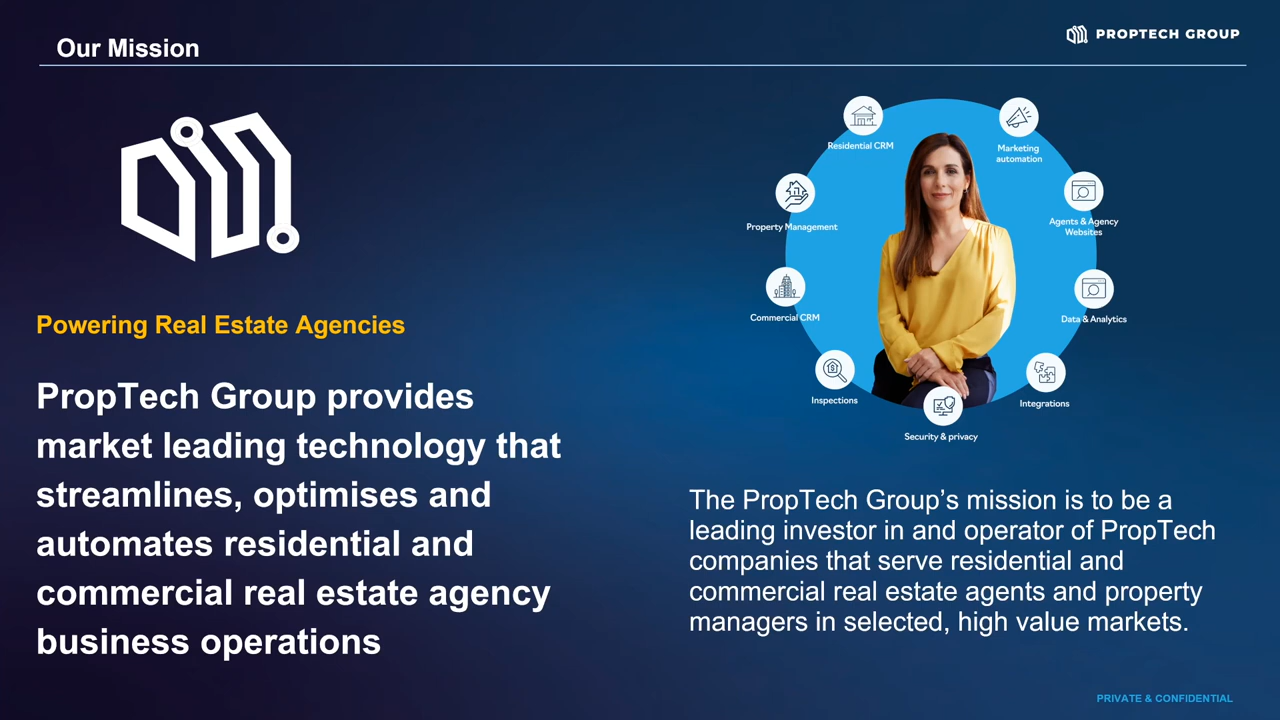 Our Mission
PROPTECH GROUP
Powering Real Estate Agencies
PropTech Group provides
market leading technology that
streamlines, optimises and
automates residential and
commercial real estate agency
business operations
Residential CRM
Marketing
automation
Property Management
Agents & Agency
Websites
Commercial CRM
Data & Analytics
Inspections
Integrations
Security & privacy
The PropTech Group’s mission is to be a
leading investor in and operator of PropTech
companies that serve residential and
commercial real estate agents and property
managers in selected, high value markets.
PRIVATE & CONFIDENTIAL